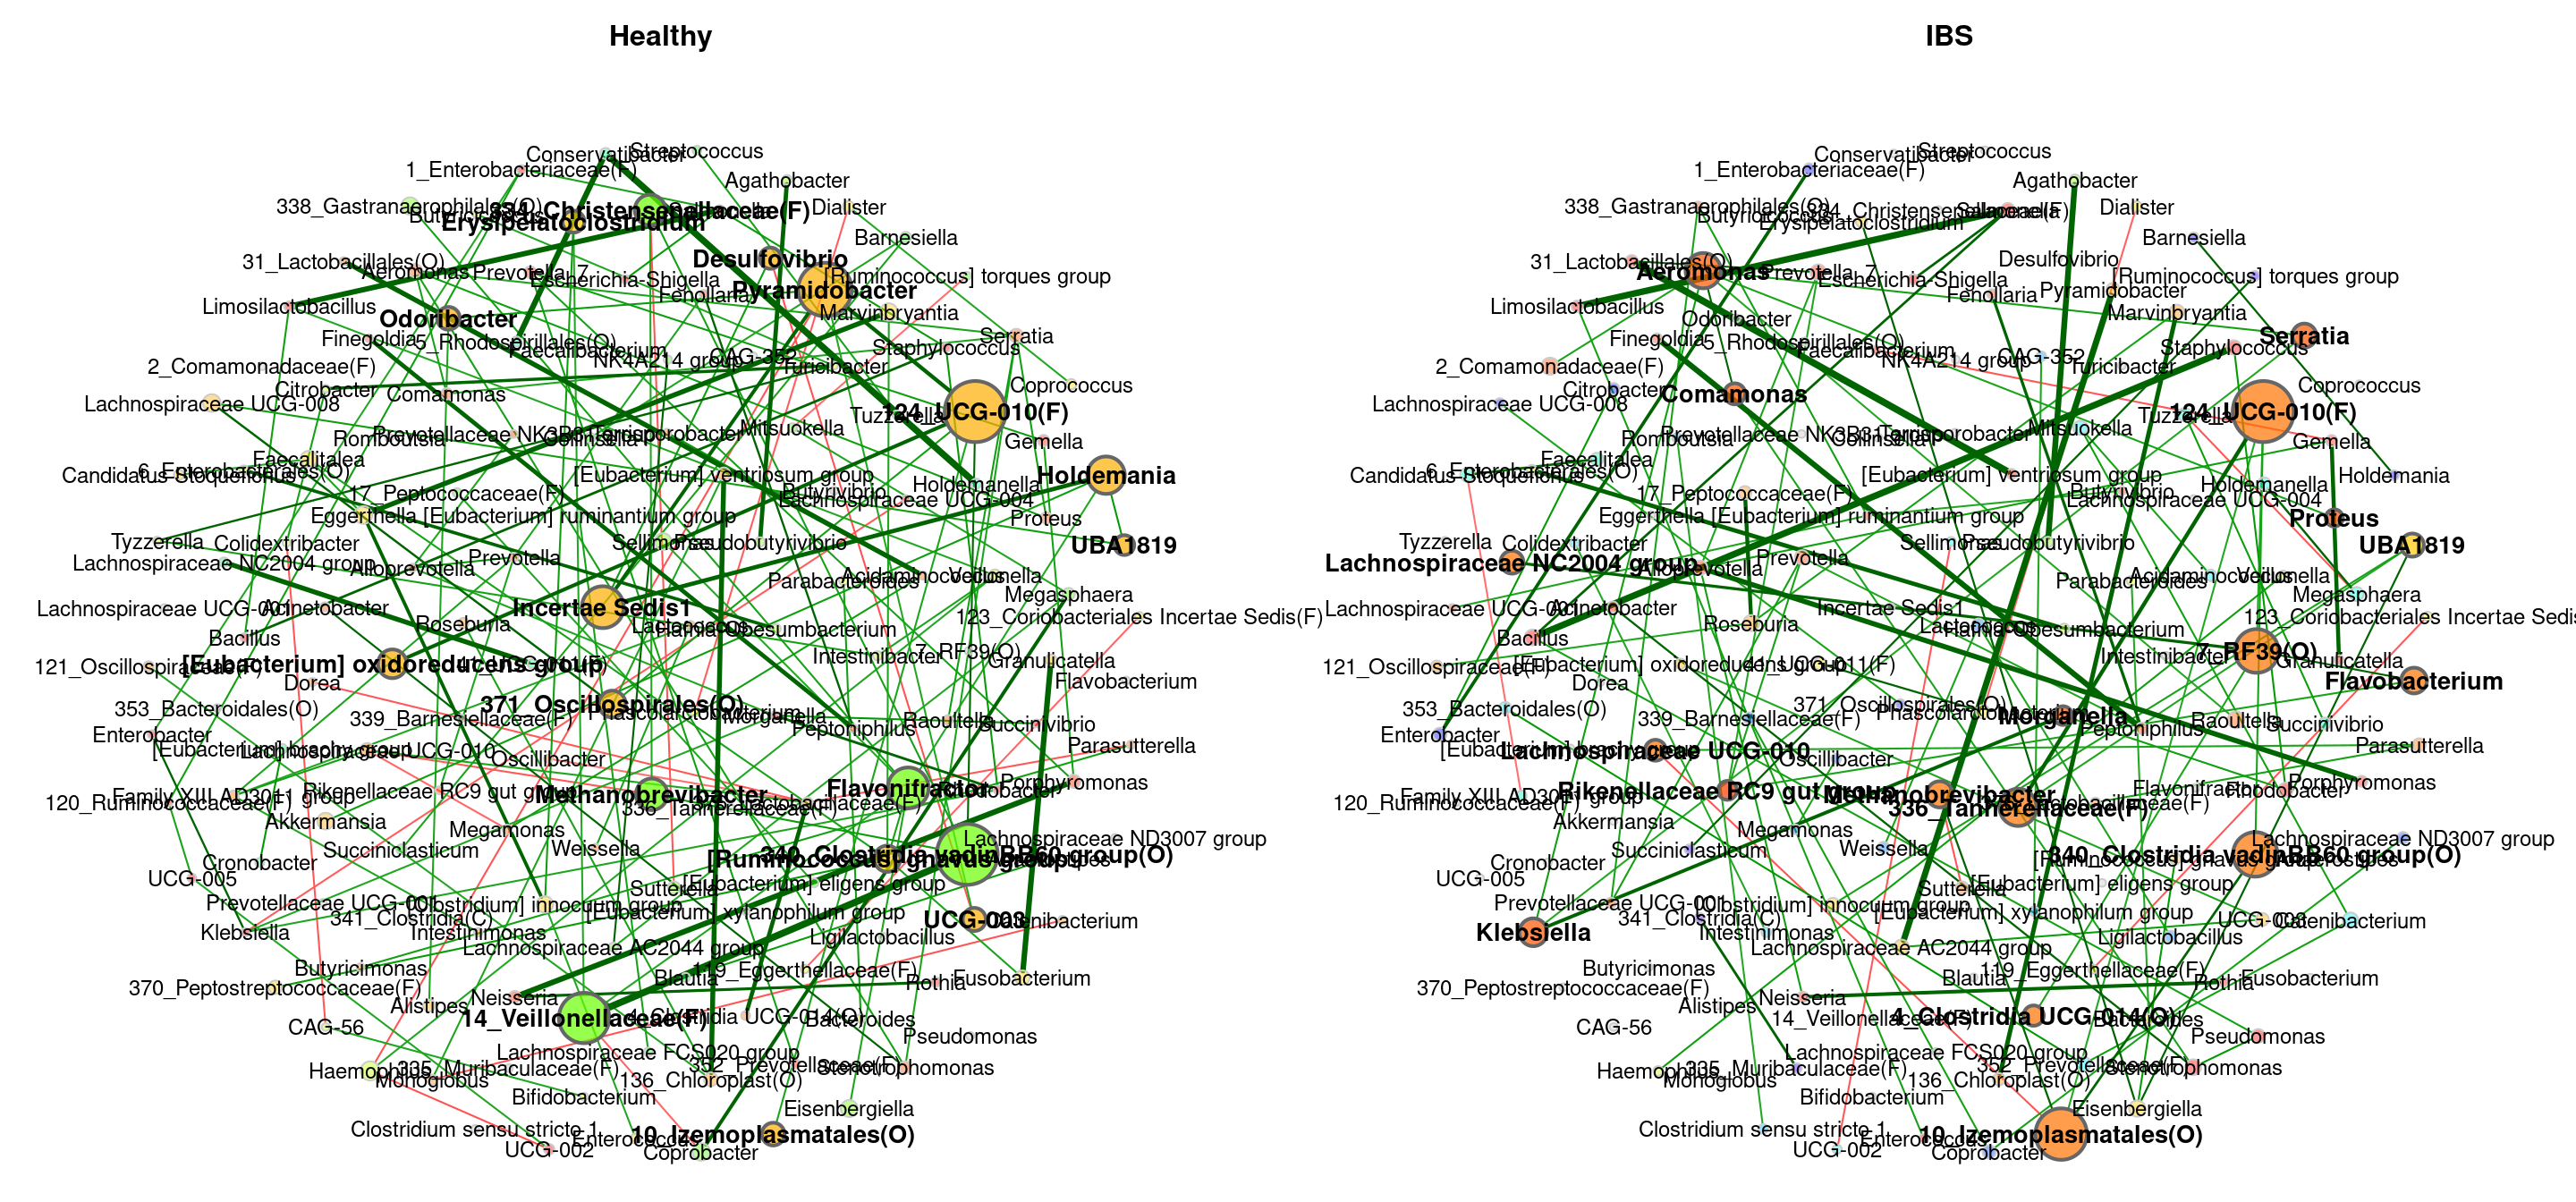 Healthy
Conservatibacter
Streptococcus
1_Enterobacteriaceae(F)
Agathobacter
338_Gastranaerophilales(O)
Butyricicoccus
334_Christensenellaceae(F)
Dialister
Erysipelatoclostridium
Barnesiella
31_Lactobacillales(O)
Aeromonas
Prevotella_7
Desulfovibrio
Escherichia-Shigella
[Ruminococcus] torques group
Fenollaria
Pyramidobacter
Limosilactobacillus
Marvinbryantia
Odoribacter
Finegoldia
5_Rhodospirillales(O)
Serratia
Faecalibacterium
Staphylococcus
NK4A214 group
CAG-352
Turicibacter
2_Comamonadaceae(F)
Citrobacter
Comamonas
Coprococcus
Lachnospiraceae UCG-008
Tuzzerella
124_UCG-010(F)
Romboutsia
Prevotellaceae NK3B31 group
Collinsella
Terrisporobacter
Mitsuokella
Gemella
Faecalitalea
Candidatus Stoquefichus
6_Enterobacterales(O)
[Eubacterium] ventriosum group
Holdemania
17_Peptococcaceae(F)
Holdemanella
Butyrivibrio
Lachnospiraceae UCG-004
Eggerthella
[Eubacterium] ruminantium group
Proteus
Tyzzerella
Colidextribacter
Sellimonas
Pseudobutyrivibrio
UBA1819
Lachnospiraceae NC2004 group
Alloprevotella
Prevotella
Parabacteroides
Acidaminococcus
Veillonella
Megasphaera
Lachnospiraceae UCG-001
Acinetobacter
Incertae Sedis1
123_Coriobacteriales Incertae Sedis(F)
Bacillus
Roseburia
Lactococcus
Hafnia-Obesumbacterium
121_Oscillospiraceae(F)
[Eubacterium] oxidoreducens group
41_UCG-011(F)
Intestinibacter
7_RF39(O)
Granulicatella
Dorea
Flavobacterium
353_Bacteroidales(O)
339_Barnesiellaceae(F)
371_Oscillospirales(O)
Phascolarctobacterium
Morganella
Peptoniphilus
Raoultella
Succinivibrio
Enterobacter
[Eubacterium] brachy group
Lachnospiraceae UCG-010
Oscillibacter
Parasutterella
120_Ruminococcaceae(F)
Family XIII AD3011 group
Rikenellaceae RC9 gut group
Methanobrevibacter
336_Tannerellaceae(F)
Flavonifractor
Rhodobacter
Porphyromonas
Akkermansia
Megamonas
Succiniclasticum
Weissella
Lachnospiraceae ND3007 group
Cronobacter
[Ruminococcus] gnavus group
340_Clostridia vadinBB60 group(O)
UCG-005
Sutterella
[Eubacterium] eligens group
Prevotellaceae UCG-001
[Clostridium] innocuum group
341_Clostridia(C)
[Eubacterium] xylanophilum group
UCG-003
Catenibacterium
Klebsiella
Intestinimonas
Ligilactobacillus
Lachnospiraceae AC2044 group
Butyricimonas
Blautia
119_Eggerthellaceae(F)
Rothia
Fusobacterium
370_Peptostreptococcaceae(F)
Alistipes
Neisseria
14_Veillonellaceae(F)
4_Clostridia UCG-014(O)
Bacteroides
CAG-56
Pseudomonas
Lachnospiraceae FCS020 group
Haemophilus
335_Muribaculaceae(F)
Monoglobus
352_Prevotellaceae(F)
Stenotrophomonas
136_Chloroplast(O)
Bifidobacterium
Eisenbergiella
Clostridium sensu stricto 1
Enterococcus
10_Izemoplasmatales(O)
UCG-002
Coprobacter
IBS
Conservatibacter
Streptococcus
1_Enterobacteriaceae(F)
Agathobacter
338_Gastranaerophilales(O)
Butyricicoccus
334_Christensenellaceae(F)
Salmonella
Dialister
Erysipelatoclostridium
Barnesiella
31_Lactobacillales(O)
Aeromonas
Prevotella_7
Desulfovibrio
Escherichia-Shigella
[Ruminococcus] torques group
Fenollaria
Pyramidobacter
Limosilactobacillus
Marvinbryantia
Odoribacter
Finegoldia
5_Rhodospirillales(O)
Serratia
Faecalibacterium
Staphylococcus
NK4A214 group
CAG-352
Turicibacter
2_Comamonadaceae(F)
Citrobacter
Comamonas
Coprococcus
Lachnospiraceae UCG-008
Tuzzerella
124_UCG-010(F)
Romboutsia
Prevotellaceae NK3B31 group
Collinsella
Terrisporobacter
Mitsuokella
Gemella
Faecalitalea
Candidatus Stoquefichus
6_Enterobacterales(O)
[Eubacterium] ventriosum group
Holdemania
17_Peptococcaceae(F)
Holdemanella
Butyrivibrio
Lachnospiraceae UCG-004
Eggerthella
[Eubacterium] ruminantium group
Proteus
Tyzzerella
Colidextribacter
Sellimonas
Pseudobutyrivibrio
UBA1819
Lachnospiraceae NC2004 group
Alloprevotella
Prevotella
Parabacteroides
Acidaminococcus
Veillonella
Megasphaera
Lachnospiraceae UCG-001
Acinetobacter
Incertae Sedis1
123_Coriobacteriales Incertae Sedis
Bacillus
Roseburia
Lactococcus
Hafnia-Obesumbacterium
121_Oscillospiraceae(F)
[Eubacterium] oxidoreducens group
41_UCG-011(F)
Intestinibacter
7_RF39(O)
Granulicatella
Dorea
Flavobacterium
353_Bacteroidales(O)
339_Barnesiellaceae(F)
371_Oscillospirales(O)
Phascolarctobacterium
Morganella
Peptoniphilus
Raoultella
Succinivibrio
Enterobacter
[Eubacterium] brachy group
Lachnospiraceae UCG-010
Oscillibacter
Parasutterella
120_Ruminococcaceae(F)
Family XIII AD3011 group
Rikenellaceae RC9 gut group
Methanobrevibacter
336_Tannerellaceae(F)
Flavonifractor
Rhodobacter
Porphyromonas
Akkermansia
Megamonas
Succiniclasticum
Weissella
Lachnospiraceae ND3007 group
Cronobacter
[Ruminococcus] gnavus group
340_Clostridia vadinBB60 group(O)
UCG-005
Sutterella
[Eubacterium] eligens group
Prevotellaceae UCG-001
[Clostridium] innocuum group
341_Clostridia(C)
[Eubacterium] xylanophilum group
UCG-003
Catenibacterium
Klebsiella
Intestinimonas
Ligilactobacillus
Lachnospiraceae AC2044 group
Butyricimonas
Blautia
119_Eggerthellaceae(F)
Rothia
Fusobacterium
370_Peptostreptococcaceae(F)
Alistipes
Neisseria
14_Veillonellaceae(F)
4_Clostridia UCG-014(O)
Bacteroides
CAG-56
Pseudomonas
Lachnospiraceae FCS020 group
Haemophilus
335_Muribaculaceae(F)
Monoglobus
352_Prevotellaceae(F)
Stenotrophomonas
136_Chloroplast(O)
Bifidobacterium
Eisenbergiella
Clostridium sensu stricto 1
Enterococcus
10_Izemoplasmatales(O)
UCG-002
Coprobacter